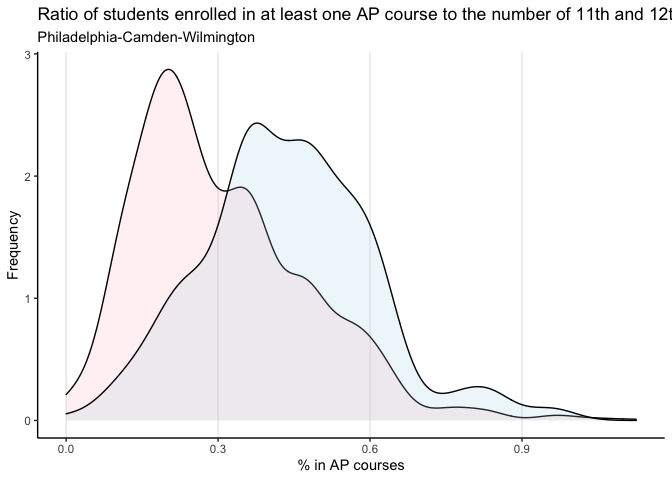 Ratio of students enrolled in at least one AP course to the number of 11th and 12t
Philadelphia-Camden-Wilmington
3
2
1
0
Frequency
0.0 0.3 0.6 0.9
% in AP courses